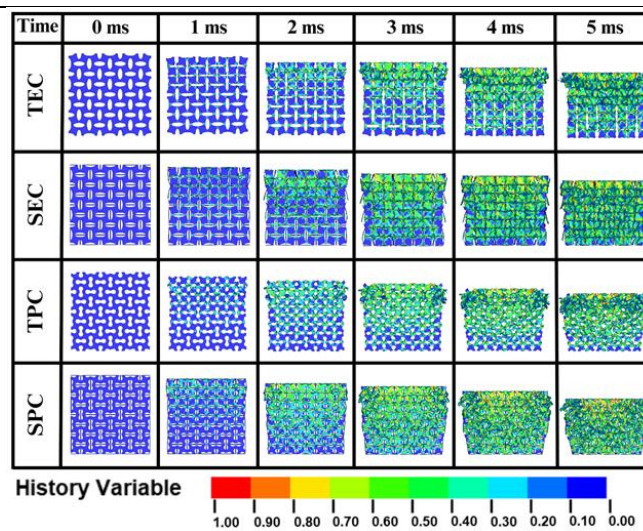 Time 0 ms 1 ms 2 ms 3 ms 4 ms 5 ms
TEC
SEC
TPC
SPC
History Variable
1.00 0.90 0.80 0.70 0.60 0.50 0.40 0.30 0.20 0.10 0.00